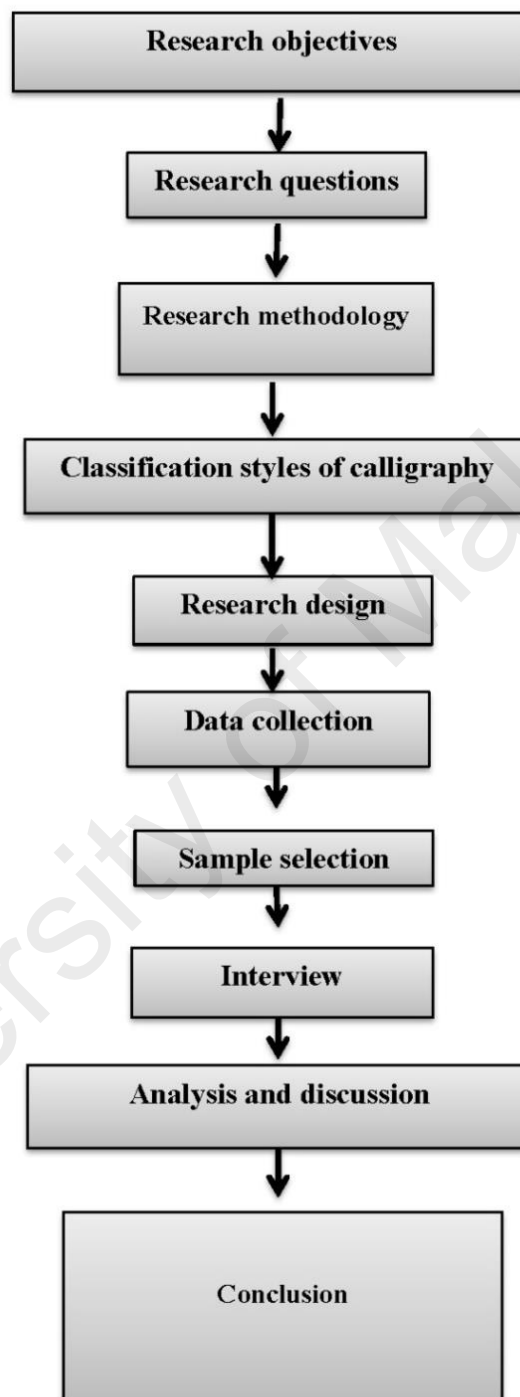 Research objectives
Research questions
Research methodology
Classification styles of calligraphy
Research design
Data collection
Sample selection
Interview
Analysis and discussion
Conclusion
of